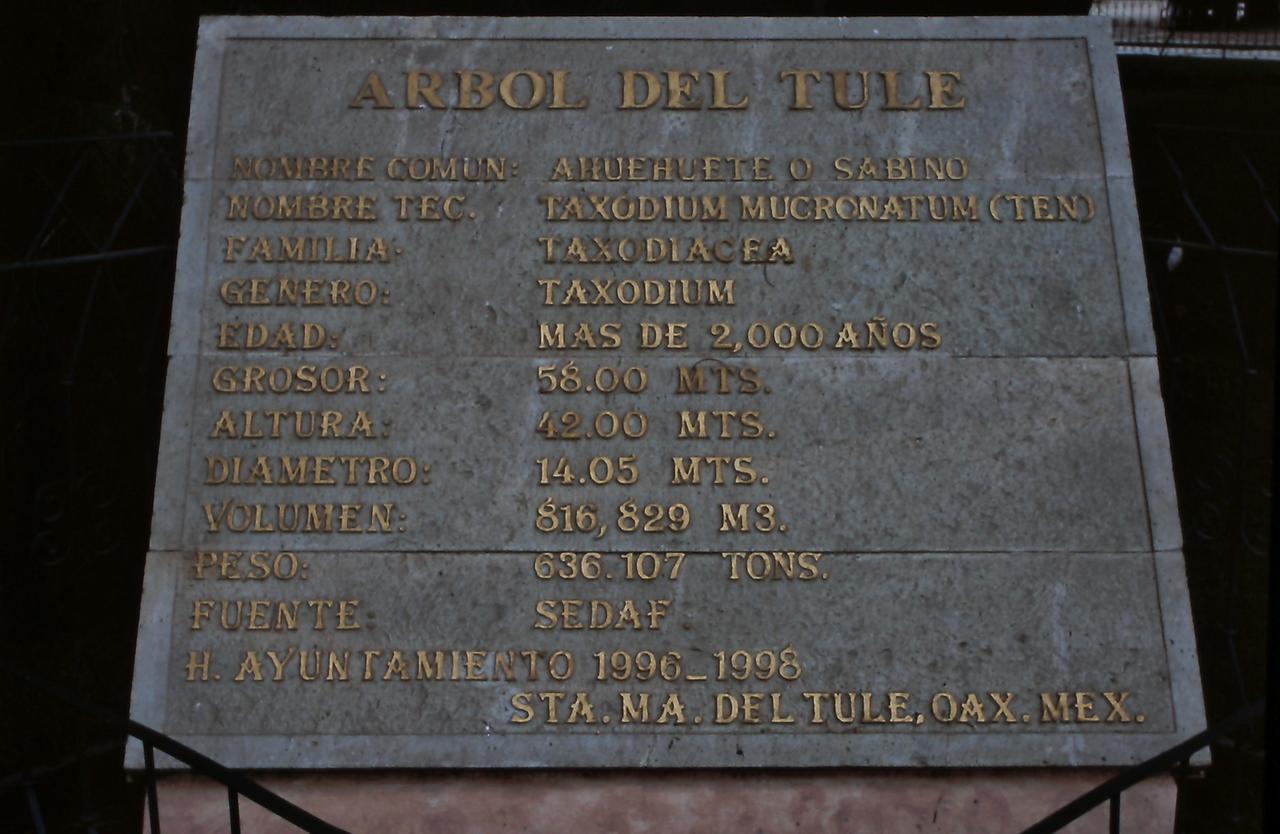 ARBOL DEL TULE
NOMBRE COMUN: AHUEHUETE O SABINO
NOMBRE TEC. TAXODIUM MUCRONATUM (TEN)
FAMILIA: TAXODIACEA
GENERO: TAXODIUM
EDAD: MAS DE 2,000 AÑOS
GROSOR: 58.00 MTS.
ALTURA: 42.00 MTS.
DIAMETRO: 14.05 MTS.
VOLUMEN: 816,829 M3.
PESO: 636.107 TONS.
FUENTE: SEDAF.
H. AYUNTAMIENTO 1996_1998
STA. MA. DEL TULE, OAX. MEX.